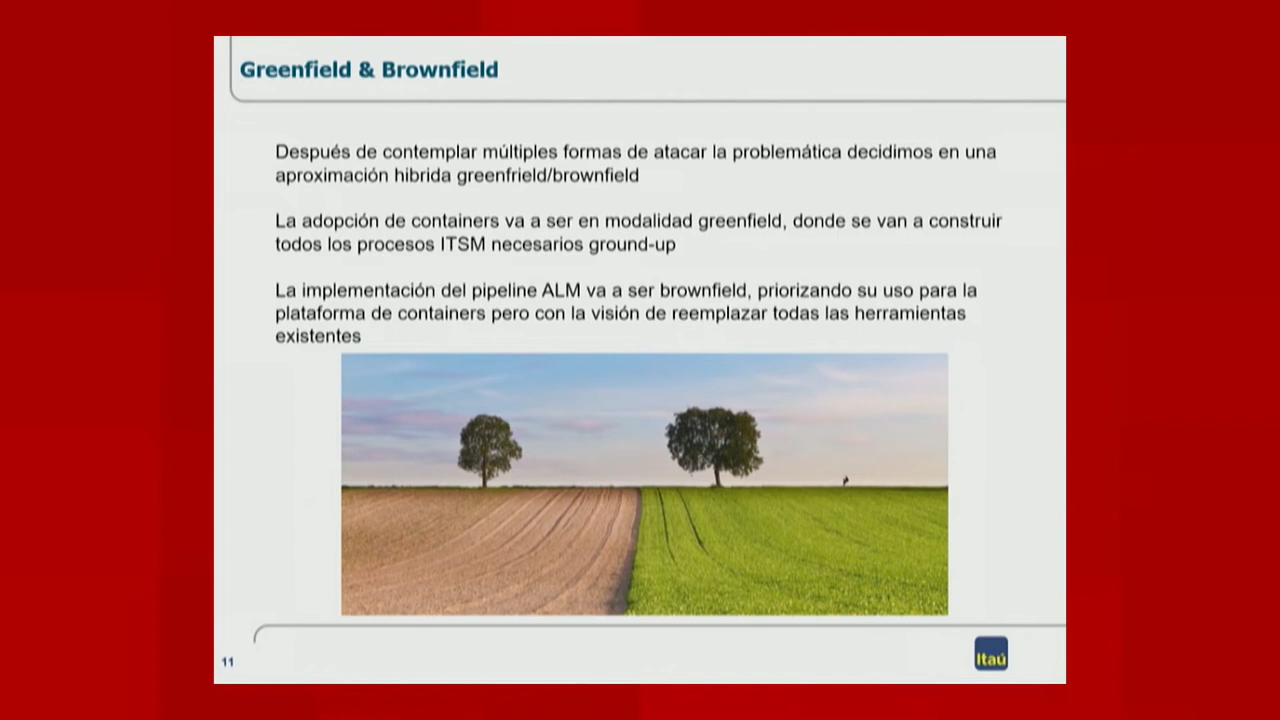 Greenfield & Brownfield
Después de contemplar múltiples formas de atacar la problemática decidimos en una
aproximación hibrida greenfrield/brownfield
La adopción de containers va a ser en modalidad greenfield, donde se van a construir
todos los procesos ITSM necesarios ground-up
La implementación del pipeline ALM va a ser brownfield, priorizando su uso para la
plataforma de containers pero con la visión de reemplazar todas las herramientas
existentes
11
Itaú